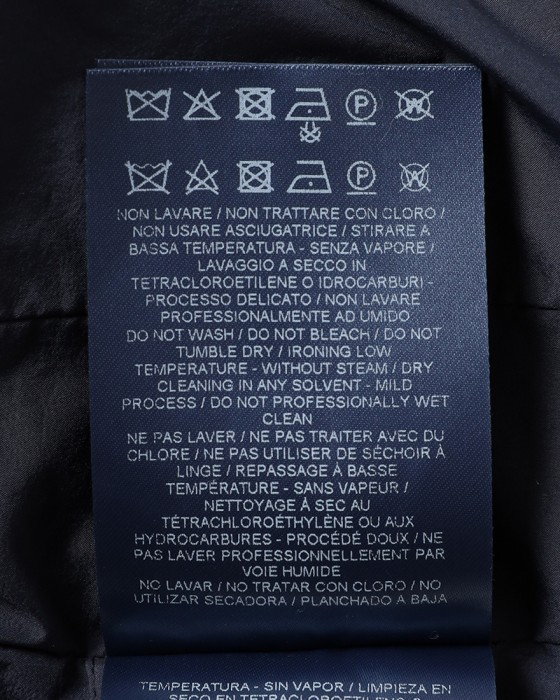 P W
P W
NON LAVARE / NON TRATTARE CON CLORO /
NON USARE ASCIUGATRICE / STIRARE A
BASSA TEMPERATURA - SENZA VAPORE /
LAVAGGIO A SECCO IN
TETRACLOROETILENE O IDROCARBURI -
PROCESSO DELICATO / NON LAVARE
PROFESSIONALMENTE AD UMIDO
DO NOT WASH / DO NOT BLEACH / DO NOT
TUMBLE DRY / IRONING LOW
TEMPERATURE - WITHOUT STEAM / DRY
CLEANING IN ANY SOLVENT - MILD
PROCESS / DO NOT PROFESSIONALLY WET
CLEAN
NE PAS LAVER / NE PAS TRAITER AVEC DU
CHLORE / NE PAS UTILISER DE SÉCHOIR À
LINGE / REPASSAGE À BASSE
TEMPÉRATURE - SANS VAPEUR /
NETTOYAGE À SEC AU
TÉTRACHLOROÉTHYLÈNE OU AUX
HYDROCARBURES - PROCÉDÉ DOUX / NE
PAS LAVER PROFESSIONNELLEMENT PAR
VOIE HUMIDE
NO LAVAR / NO TRATAR CON CLORO / NO
UTILIZAR SECADORA / PLANCHADO A BAJA
TEMPERATURA - SIN VAPOR / LIMPIEZA EN
SECO EN TETRACLOROETILENO